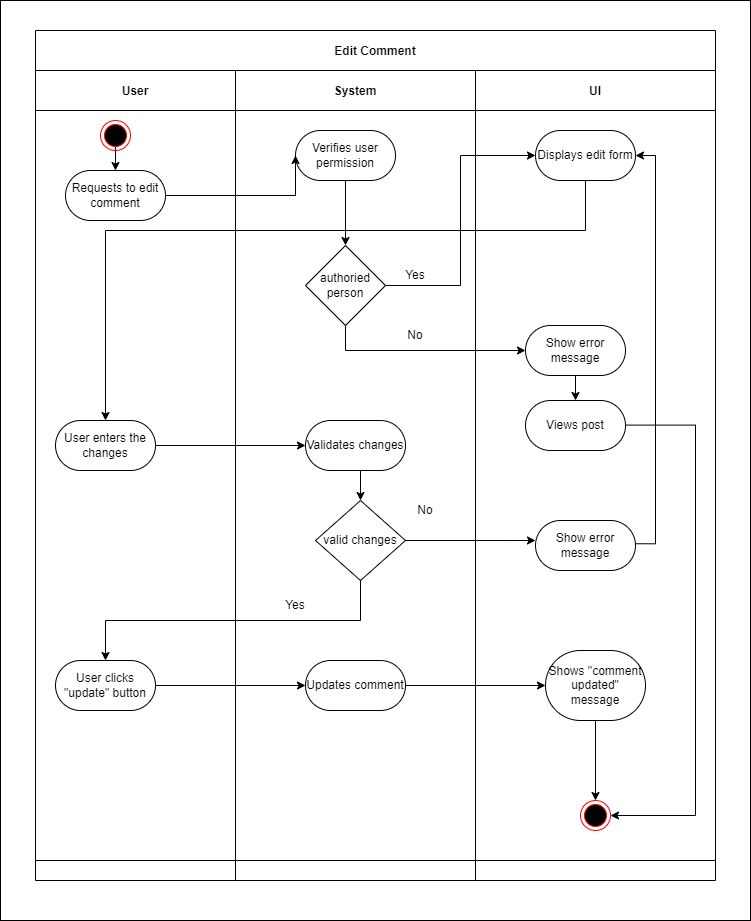 Edit Comment
User
System
UI
Requests to edit
comment
Verifies user
permission
Displays edit form
authoried
person
Yes
No
Show error
message
Views post
User enters the
changes
Validates changes
valid changes
No
Show error
message
Yes
User clicks
"update" button
Updates comment
Shows "comment
updated"
message